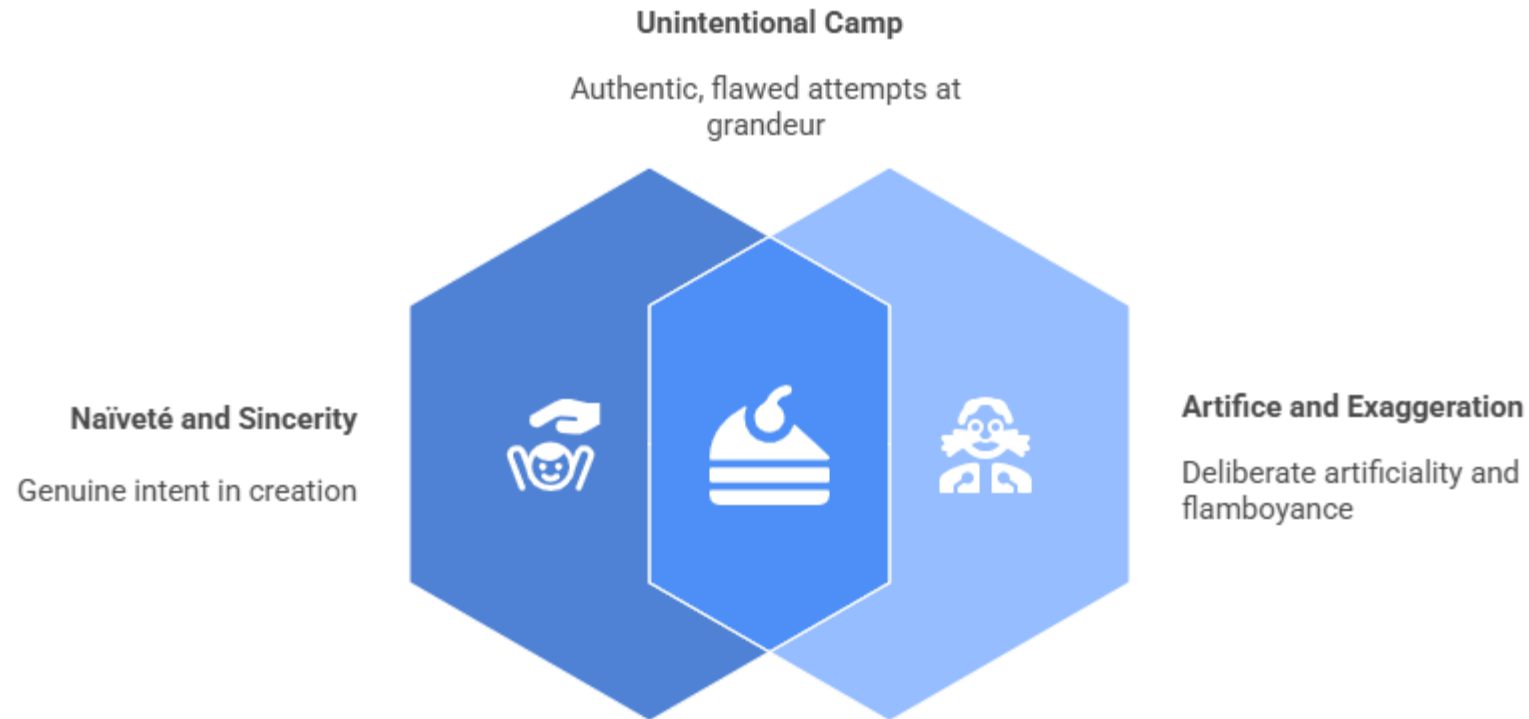 Unintentional Camp
Authentic, flawed attempts at
grandeur
Naïveté and Sincerity
Genuine intent in creation
Artifice and Exaggeration
Deliberate artificiality and
flamboyance